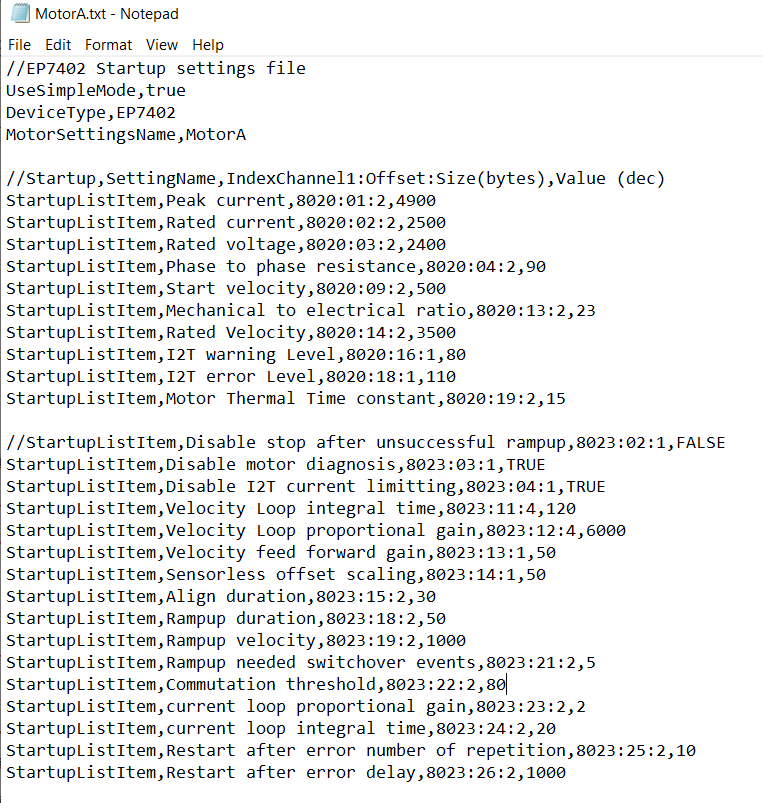 MotorA.txt - Notepad
File Edit Format View Help
//EP7402 Startup settings file
UseSimpleMode,true
DeviceType,EP7402
MotorSettingsName,MotorA
//Startup,SettingName,IndexChannel1:Offset:Size(bytes),Value (dec)
StartupListItem,Peak current,8020:01:2,4900
StartupListItem,Rated current,8020:02:2,2500
StartupListItem,Rated voltage,8020:03:2,2400
StartupListItem,Phase to phase resistance,8020:04:2,90
StartupListItem,Start velocity,8020:09:2,500
StartupListItem,Mechanical to electrical ratio,8020:13:2,23
StartupListItem,Rated Velocity,8020:14:2,3500
StartupListItem,I2T warning Level,8020:16:1,80
StartupListItem,I2T error Level,8020:18:1,110
StartupListItem,Motor Thermal Time constant,8020:19:2,15
//StartupListItem,Disable stop after unsuccessful rampup,8023:02:1,FALSE
StartupListItem,Disable motor diagnosis,8023:03:1,TRUE
StartupListItem,Disable I2T current limitting,8023:04:1,TRUE
StartupListItem,Velocity Loop integral time,8023:11:4,120
StartupListItem,Velocity Loop proportional gain,8023:12:4,6000
StartupListItem,Velocity feed forward gain,8023:13:1,50
StartupListItem,Sensorless offset scaling,8023:14:1,50
StartupListItem,Align duration,8023:15:2,30
StartupListItem,Rampup duration,8023:18:2,50
StartupListItem,Rampup velocity,8023:19:2,1000
StartupListItem,Rampup needed switchover events,8023:21:2,5
StartupListItem,Commutation threshold,8023:22:2,80
StartupListItem,current loop proportional gain,8023:23:2,2
StartupListItem,current loop integral time,8023:24:2,20
StartupListItem,Restart after error number of repetition,8023:25:2,10
StartupListItem,Restart after error delay,8023:26:2,1000